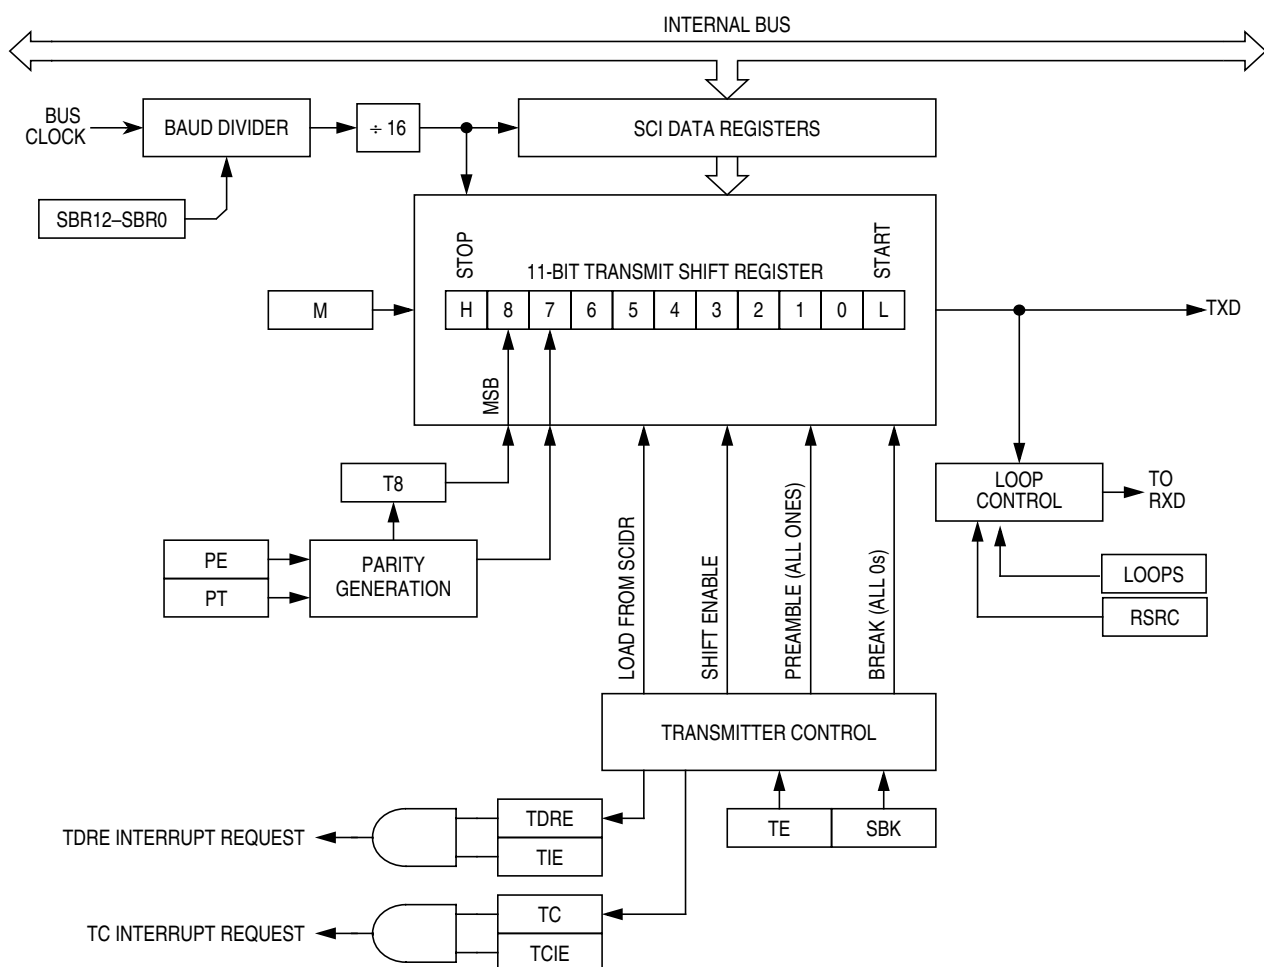 INTERNAL BUS
BUS
CLOCK
BAUD DIVIDER
÷ 16
SCI DATA REGISTERS
SBR12–SBR0
STOP
11-BIT TRANSMIT SHIFT REGISTER
START
M
H 8 7 6 5 4 3 2 1 0 L
TXD
MSB
T8
LOOP
CONTROL
TO
RXD
PE
PT
PARITY
GENERATION
LOAD FROM SCIDR
SHIFT ENABLE
PREAMBLE (ALL ONES)
BREAK (ALL 0s)
LOOPS
RSRC
TRANSMITTER CONTROL
TDRE INTERRUPT REQUEST
TDRE
TIE
TE
SBK
TC INTERRUPT REQUEST
TC
TCIE